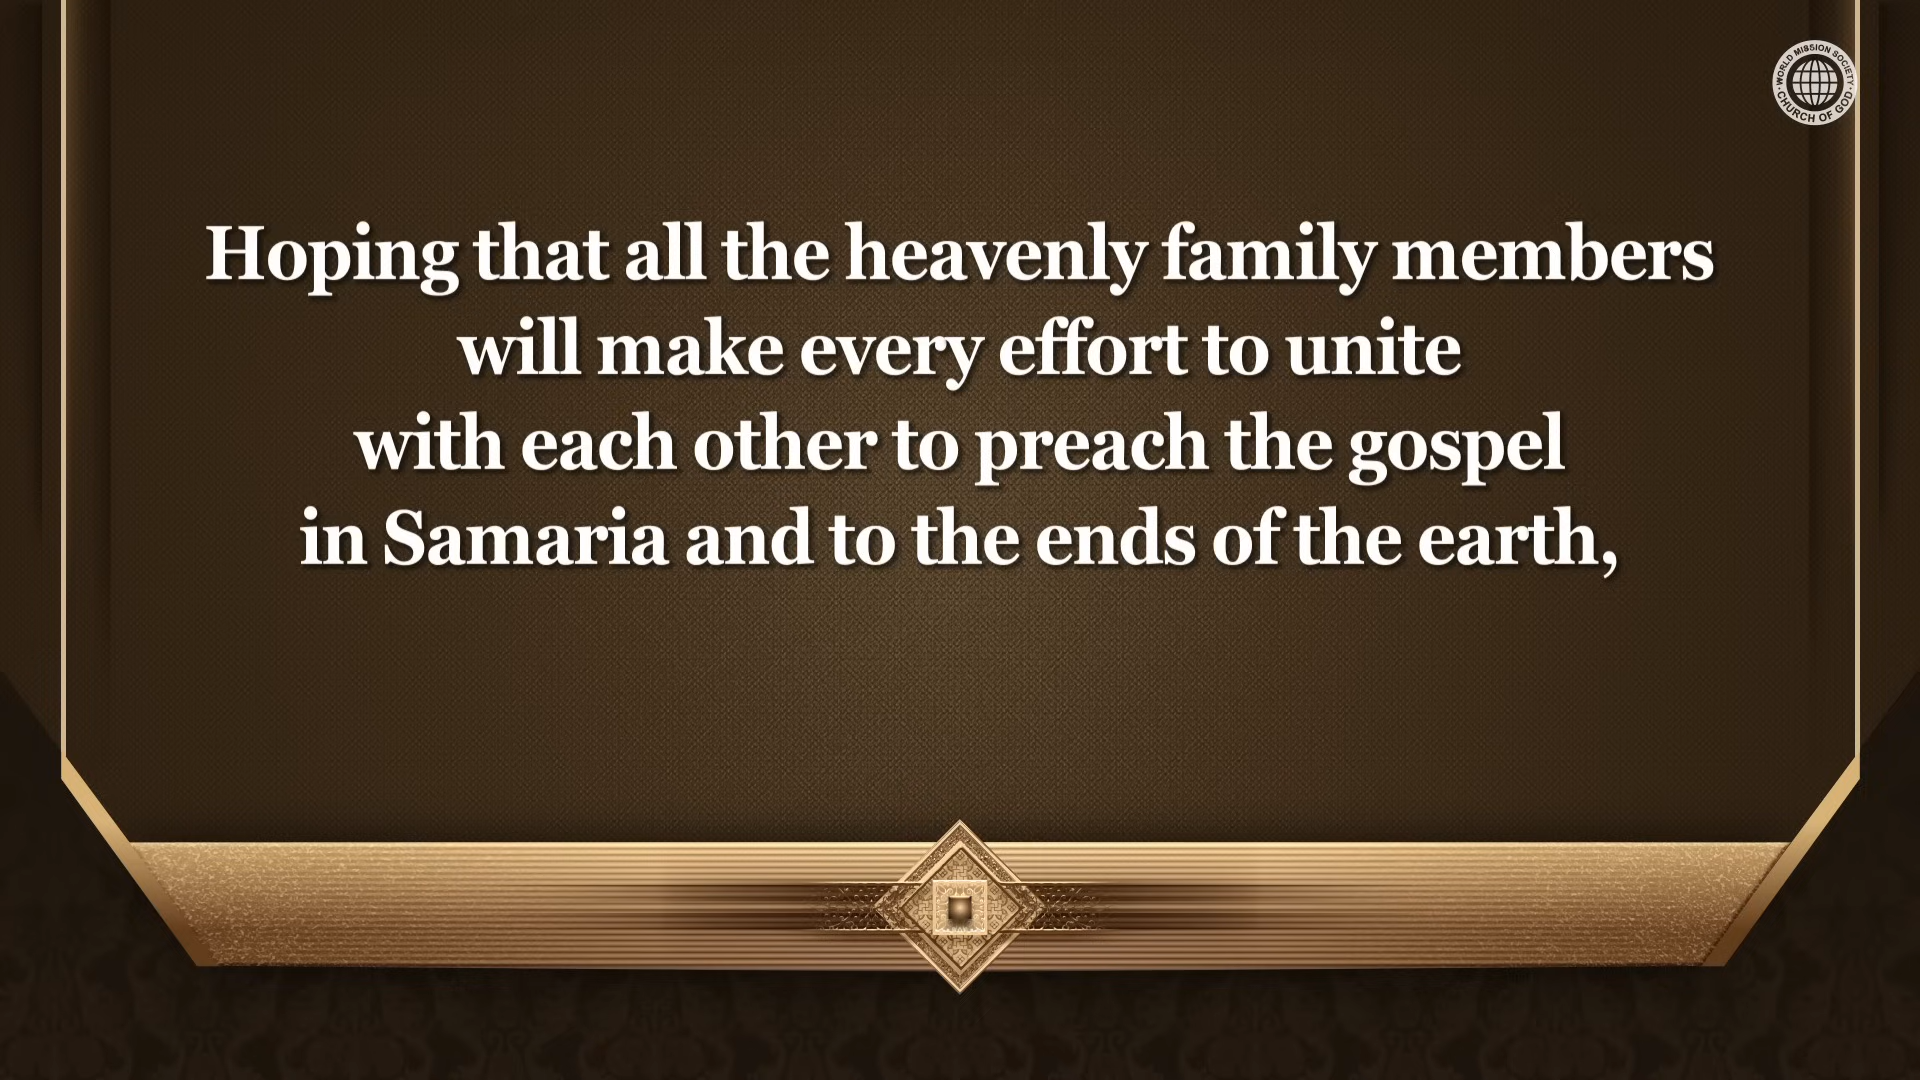 WORLD MISSION SOCIETY
CHURCH OF GOD
Hoping that all the heavenly family members
will make every effort to unite
with each other to preach the gospel
in Samaria and to the ends of the earth,